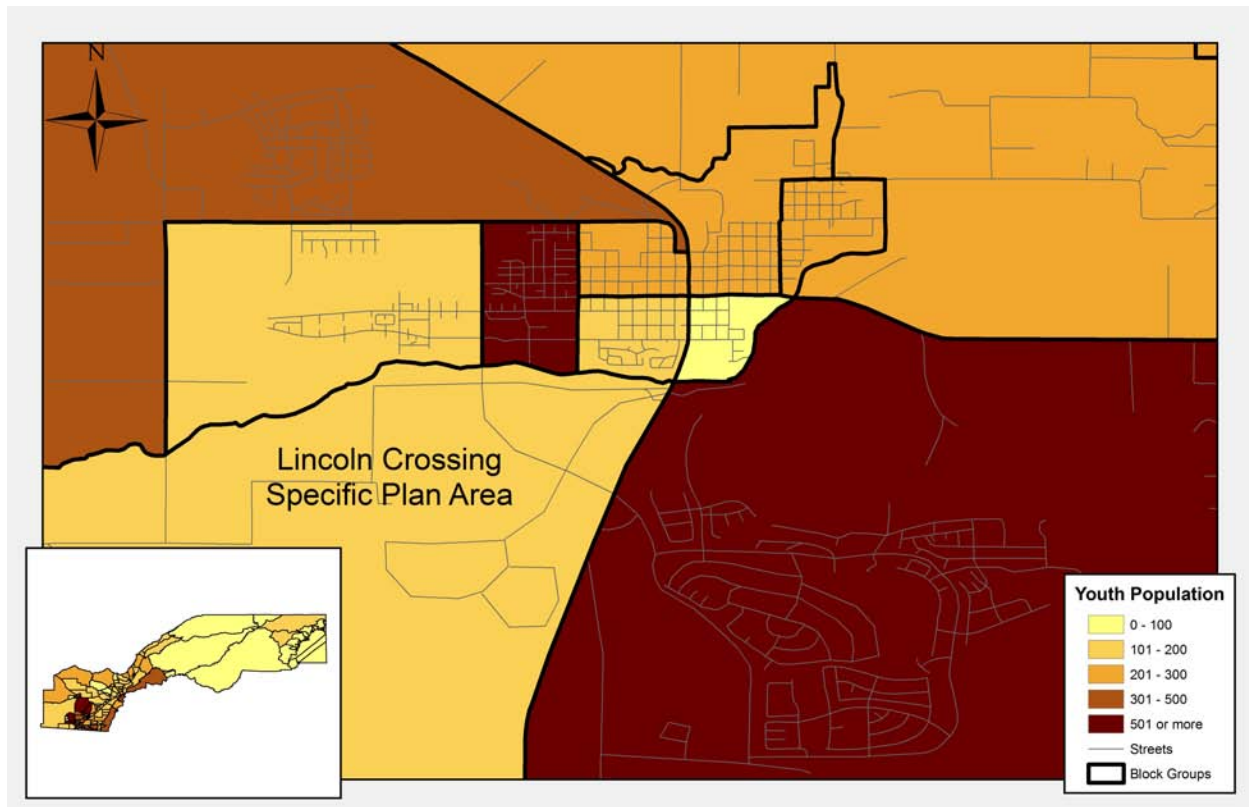 N
Lincoln Crossing
Specific Plan Area
Youth Population
0 - 100
101 - 200
201 - 300
301 - 500
501 or more
Streets
Block Groups